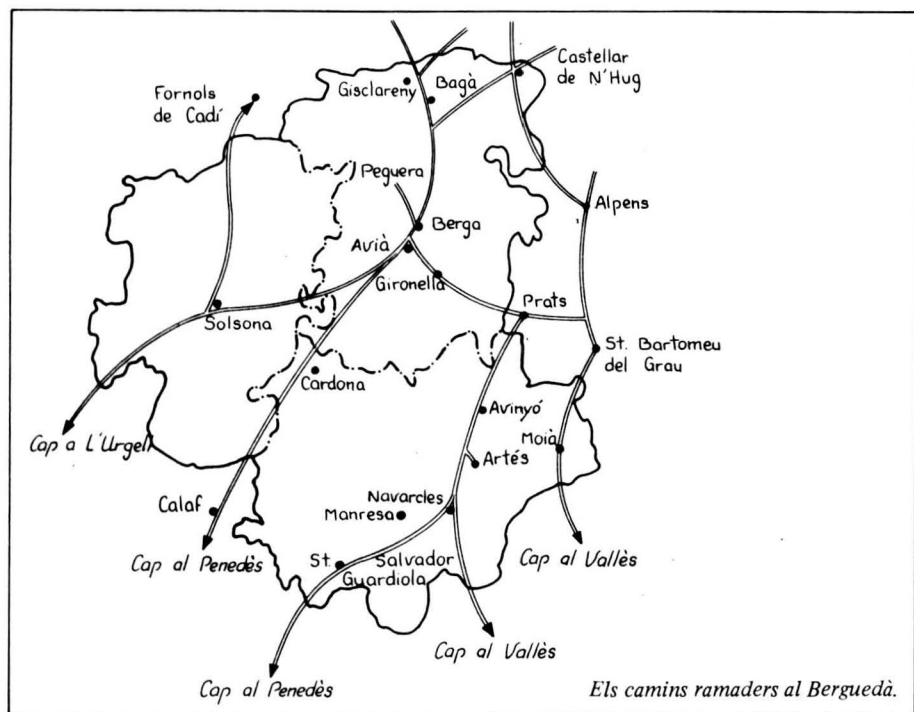 Castellar
de N'Hug
Gisclareny
Bagà
Fornols
de Cadí
Peguera
Alpens
Berga
Avià
Gironella
Prats
Solsona
St. Bartomeu
del Grau
Cardona
Avinyó
Cap a L'Urgell
Moià
Artés
Calaf
Navarcles
Manresa
Cap al Penedès
St. Salvador
Guardiola
Cap al Vallès
Cap al Vallès
Cap al Penedès
Els camins ramaders al Berguedà.